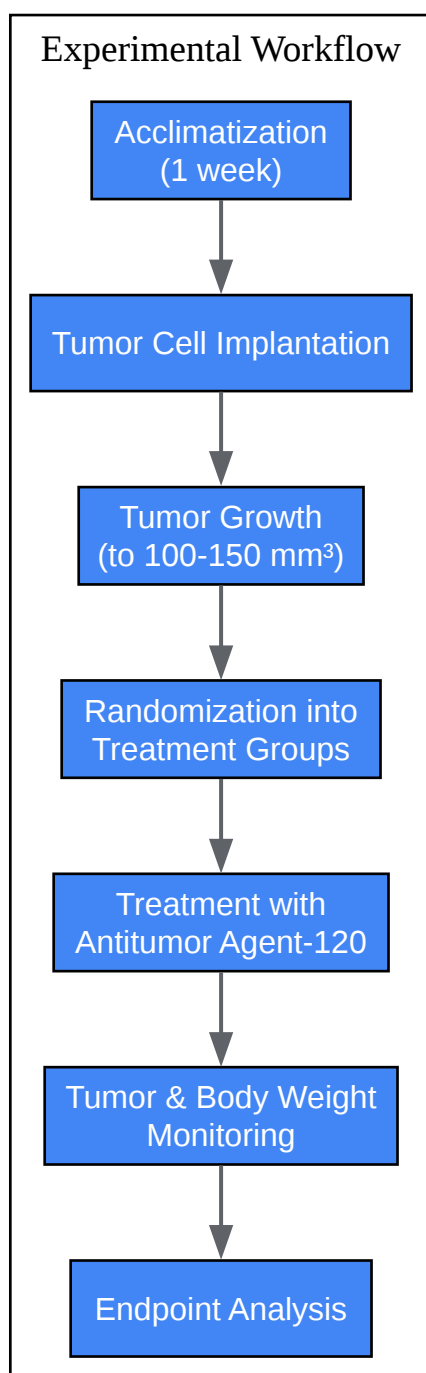 Experimental Workflow
Acclimatization
(1 week)
Tumor Cell Implantation
Tumor Growth
(to 100-150 mm³)
Randomization into
Treatment Groups
Treatment with
Antitumor Agent-120
Tumor & Body Weight
Monitoring
Endpoint Analysis